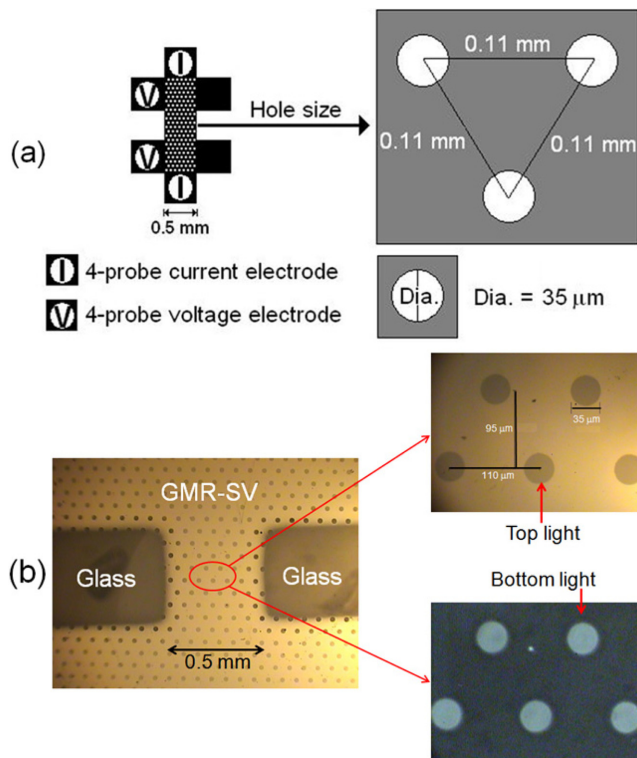 (a)
I
V
V
I
0.5 mm
Hole size
0.11 mm
0.11 mm
0.11 mm
I 4-probe current electrode
V 4-probe voltage electrode
Dia.
Dia. = 35 μm
(b)
GMR-SV
Glass
Glass
0.5 mm
95 μm
35 μm
110 μm
Top light
Bottom light